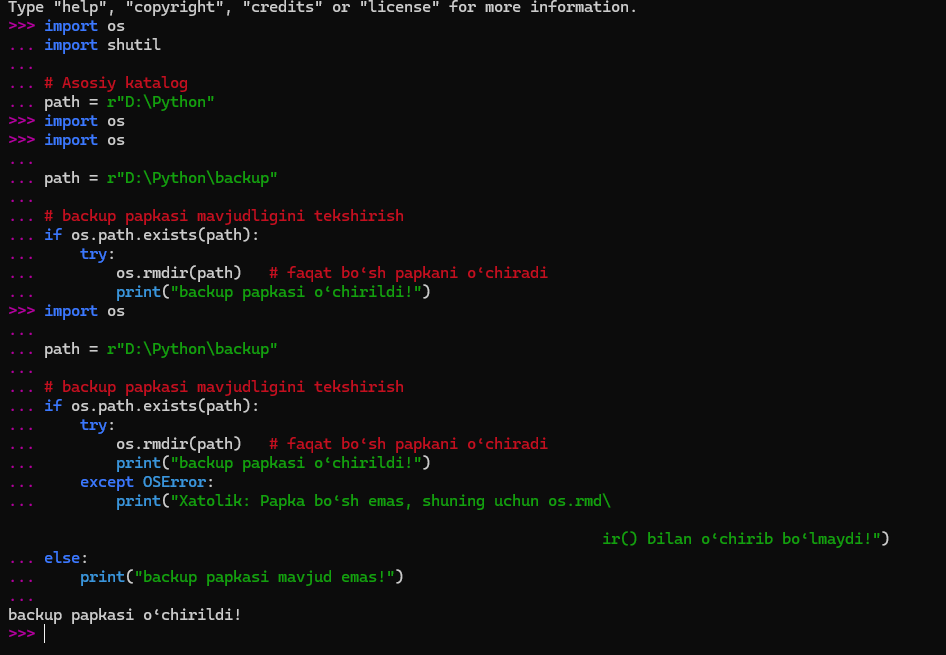 Type "help", "copyright", "credits" or "license" for more information.
>>> import os
... import shutil
...
... # Asosiy katalog
... path = r"D:\Python"
>>> import os
>>> import os
...
... path = r"D:\Python\backup"
...
... # backup papkasi mavjudligini tekshirish
... if os.path.exists(path):
...     try:
...         os.rmdir(path)   # faqat bo‘sh papkani o‘chiradi
...         print("backup papkasi o‘chirildi!")
>>> import os
...
... path = r"D:\Python\backup"
...
... # backup papkasi mavjudligini tekshirish
... if os.path.exists(path):
...     try:
...         os.rmdir(path)   # faqat bo‘sh papkani o‘chiradi
...         print("backup papkasi o‘chirildi!")
...     except OSError:
...         print("Xatolik: Papka bo‘sh emas, shuning uchun os.rmd\
ir() bilan o‘chirib bo‘lmaydi!")
... else:
...     print("backup papkasi mavjud emas!")
...
backup papkasi o‘chirildi!
>>>